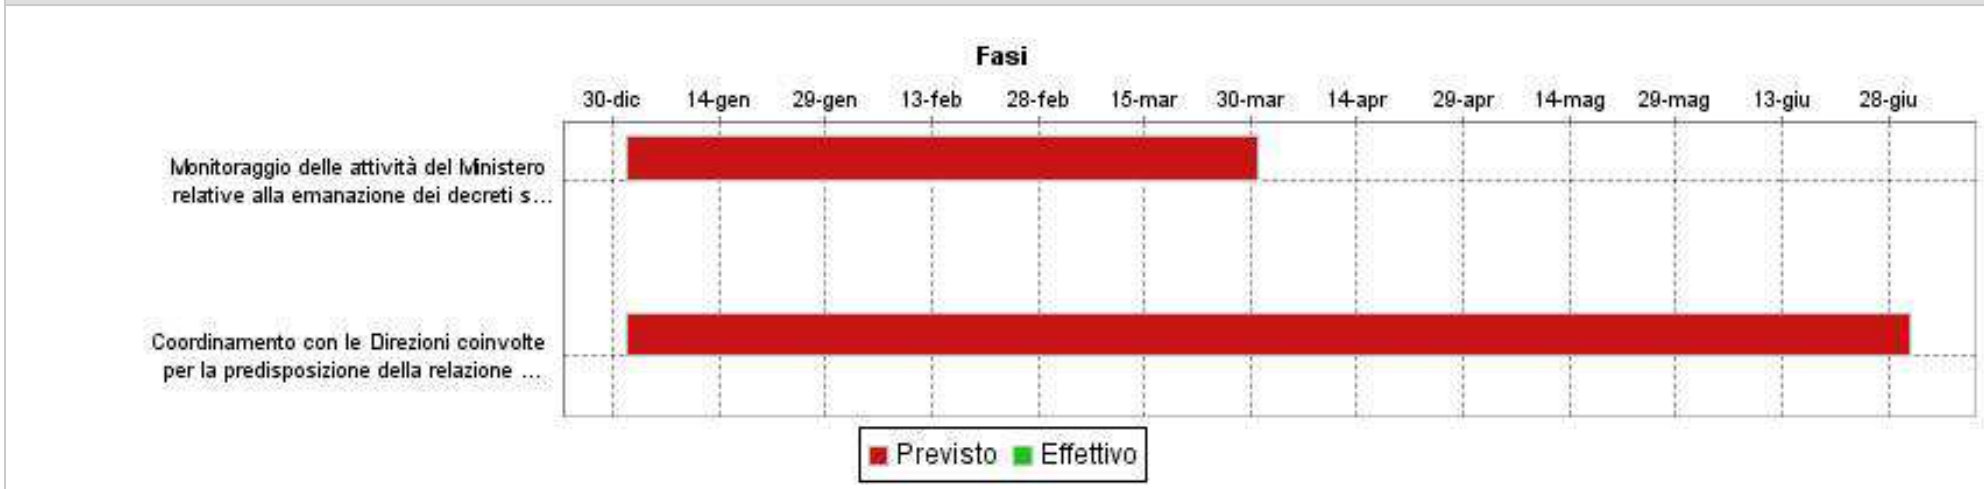 Fasi
30-dic 14-gen 29-gen 13-feb 28-feb 15-mar 30-mar 14-apr 29-apr 14-mag 29-mag 13-giu 28-giu
Monitoraggio delle attività del Ministero
relative alla emanazione dei decreti s...
Coordinamento con le Direzioni coinvolte
per la predisposizione della relazione ...
Previsto Effettivo